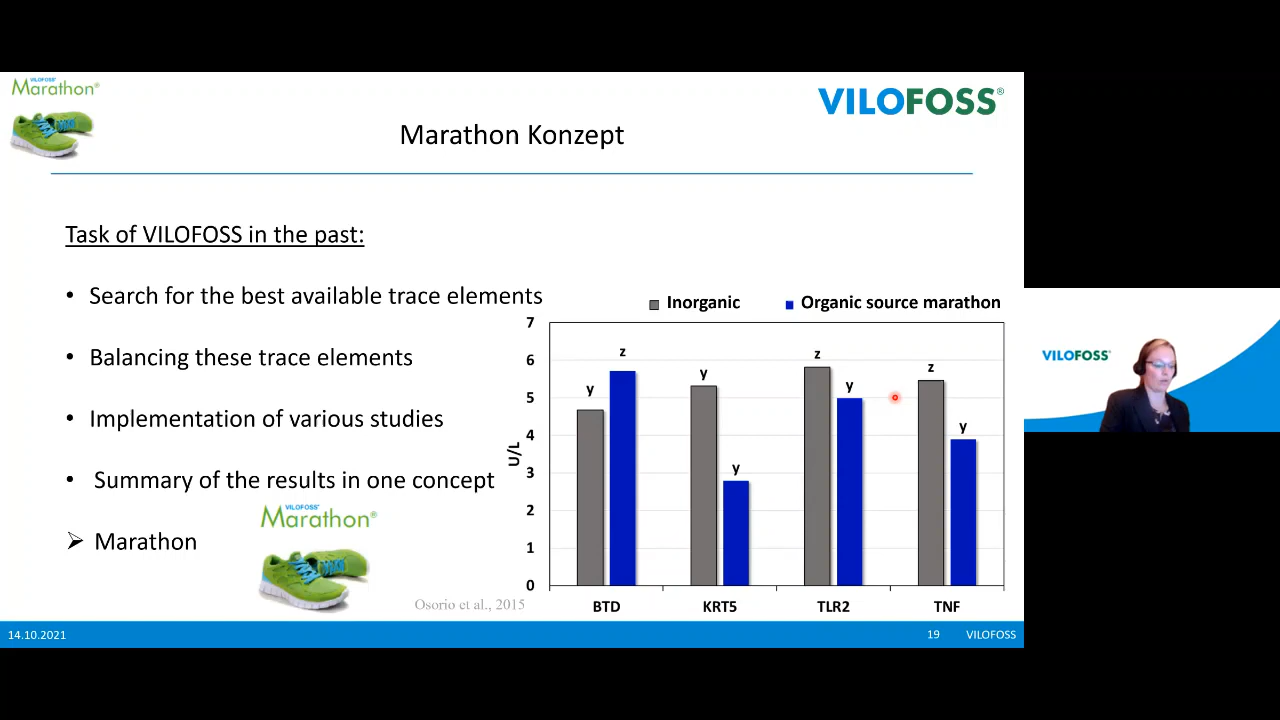 VILOFOSS®
Marathon®
VILOFOSS®
Marathon Konzept
Task of VILOFOSS in the past:
• Search for the best available trace elements
• Balancing these trace elements
• Implementation of various studies
• Summary of the results in one concept
➢ Marathon
VILOFOSS®
Marathon®
Osorio et al., 2015
Inorganic
Organic source marathon
U/L
7
6
5
4
3
2
1
0
y
z
y
y
z
y
z
y
BTD
KRT5
TLR2
TNF
14.10.2021
19
VILOFOSS
VILOFOSS®